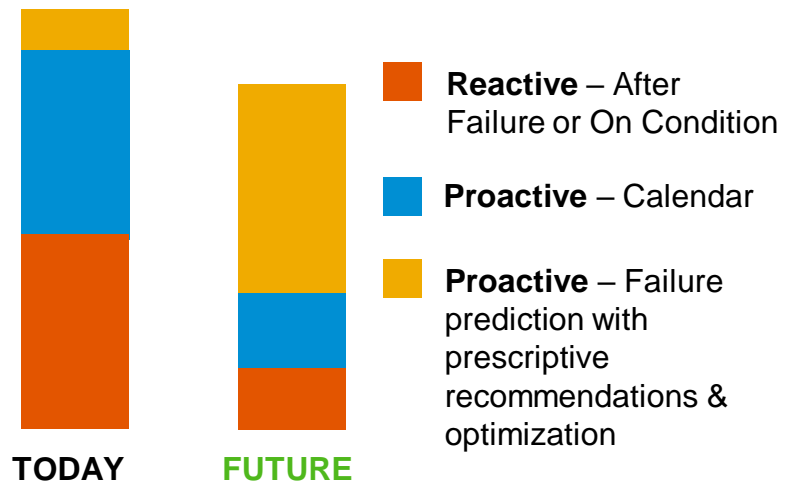 Reactive – After
Failure or On Condition
Proactive – Calendar
Proactive – Failure
prediction with
prescriptive
recommendations &
optimization
TODAY
FUTURE